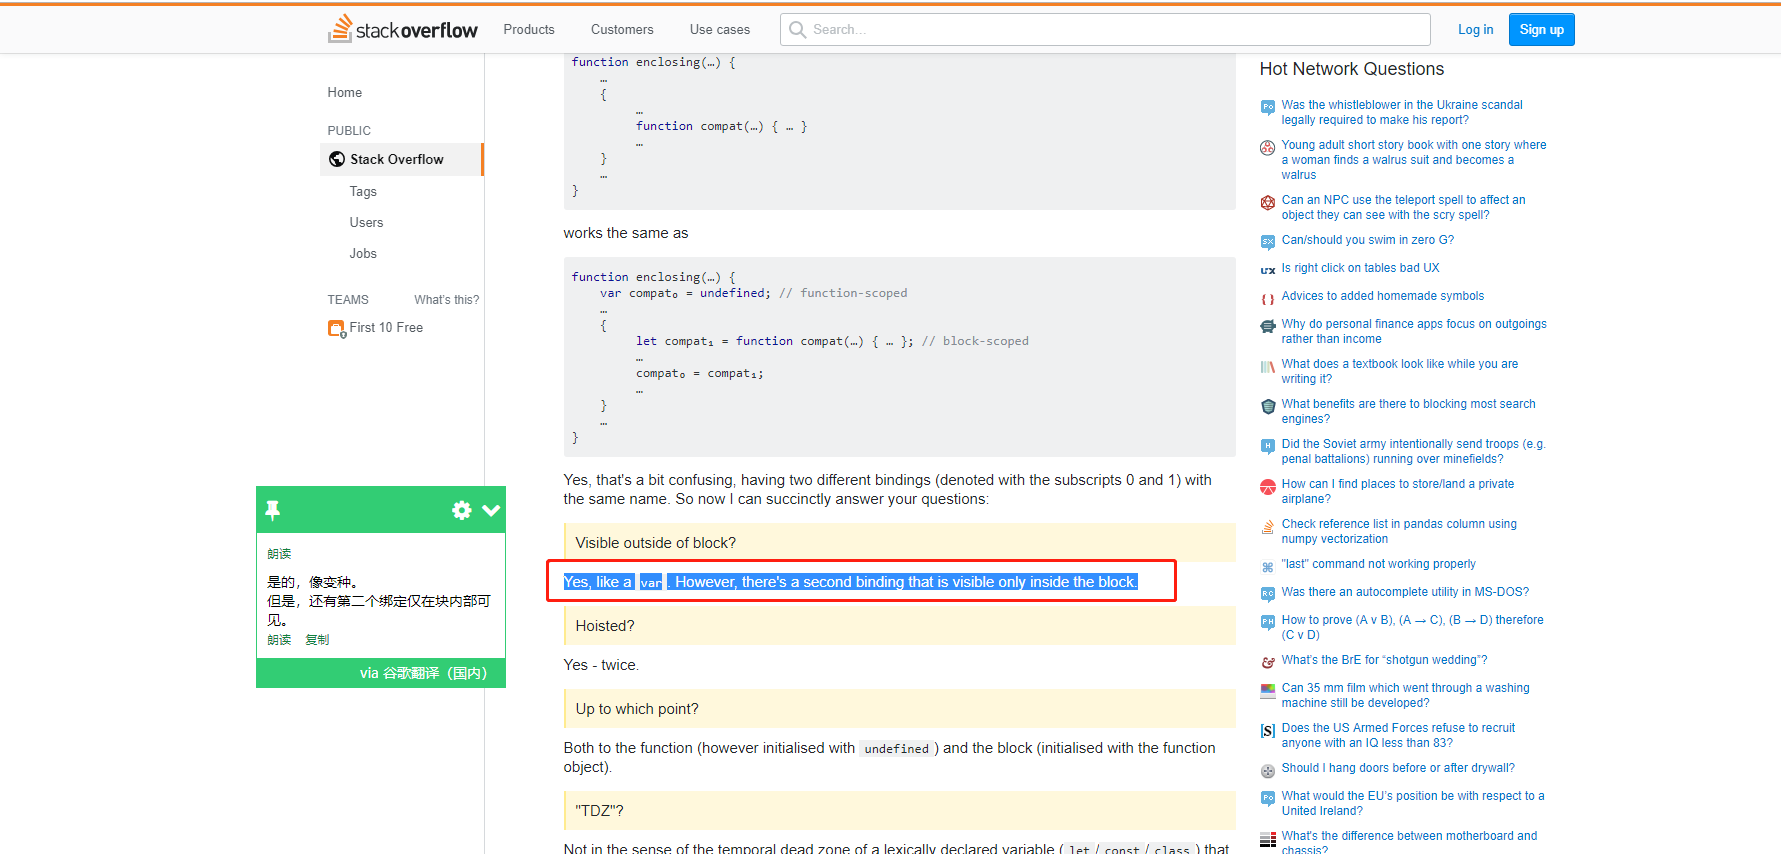 stackoverflow
Products
Customers
Use cases
Search...
Log in
Sign up
Home
PUBLIC
Stack Overflow
Tags
Users
Jobs
TEAMS
What's this?
First 10 Free
function enclosing(…) {
…
{
…
function compat(…) { … }
…
}
…
}
works the same as
function enclosing(…) {
var compat₀ = undefined; // function-scoped
…
{
let compat₁ = function compat(…) { … }; // block-scoped
…
compat₀ = compat₁;
…
}
…
}
Yes, that's a bit confusing, having two different bindings (denoted with the subscripts 0 and 1) with
the same name. So now I can succinctly answer your questions:
Visible outside of block?
Yes, like a var . However, there's a second binding that is visible only inside the block.
Hoisted?
Yes - twice.
Up to which point?
Both to the function (however initialised with undefined ) and the block (initialised with the function
object).
"TDZ"?
Not in the sense of the temporal dead zone of a lexically declared variable ( let / const / class ) that
朗读
是的，像变种。
但是，还有第二个绑定仅在块内部可
见。
朗读 复制
via 谷歌翻译（国内）
Hot Network Questions
Was the whistleblower in the Ukraine scandal
legally required to make his report?
Young adult short story book with one story where
a woman finds a walrus suit and becomes a
walrus
Can an NPC use the teleport spell to affect an
object they can see with the scry spell?
Can/should you swim in zero G?
Is right click on tables bad UX
Advices to added homemade symbols
Why do personal finance apps focus on outgoings
rather than income
What does a textbook look like while you are
writing it?
What benefits are there to blocking most search
engines?
Did the Soviet army intentionally send troops (e.g.
penal battalions) running over minefields?
How can I find places to store/land a private
airplane?
Check reference list in pandas column using
numpy vectorization
"last" command not working properly
Was there an autocomplete utility in MS-DOS?
How to prove (A ∨ B), (A → C), (B → D) therefore
(C ∨ D)
What's the BrE for “shotgun wedding”?
Can 35 mm film which went through a washing
machine still be developed?
Does the US Armed Forces refuse to recruit
anyone with an IQ less than 83?
Should I hang doors before or after drywall?
What would the EU's position be with respect to a
United Ireland?
What's the difference between motherboard and
chassis?